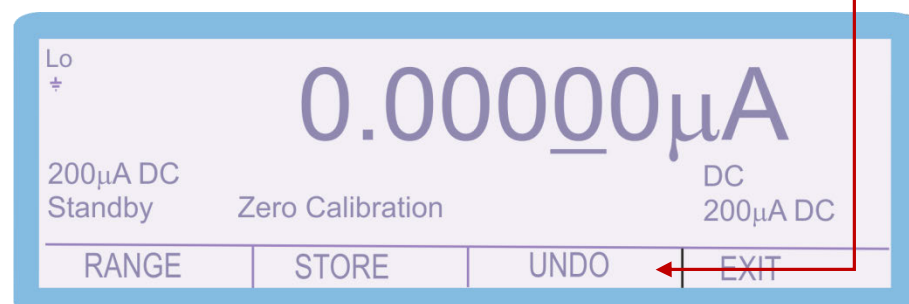 Lo
0.00000µA
200µA DC
DC
Standby
Zero Calibration
200µA DC
RANGE
STORE
UNDO
EXIT